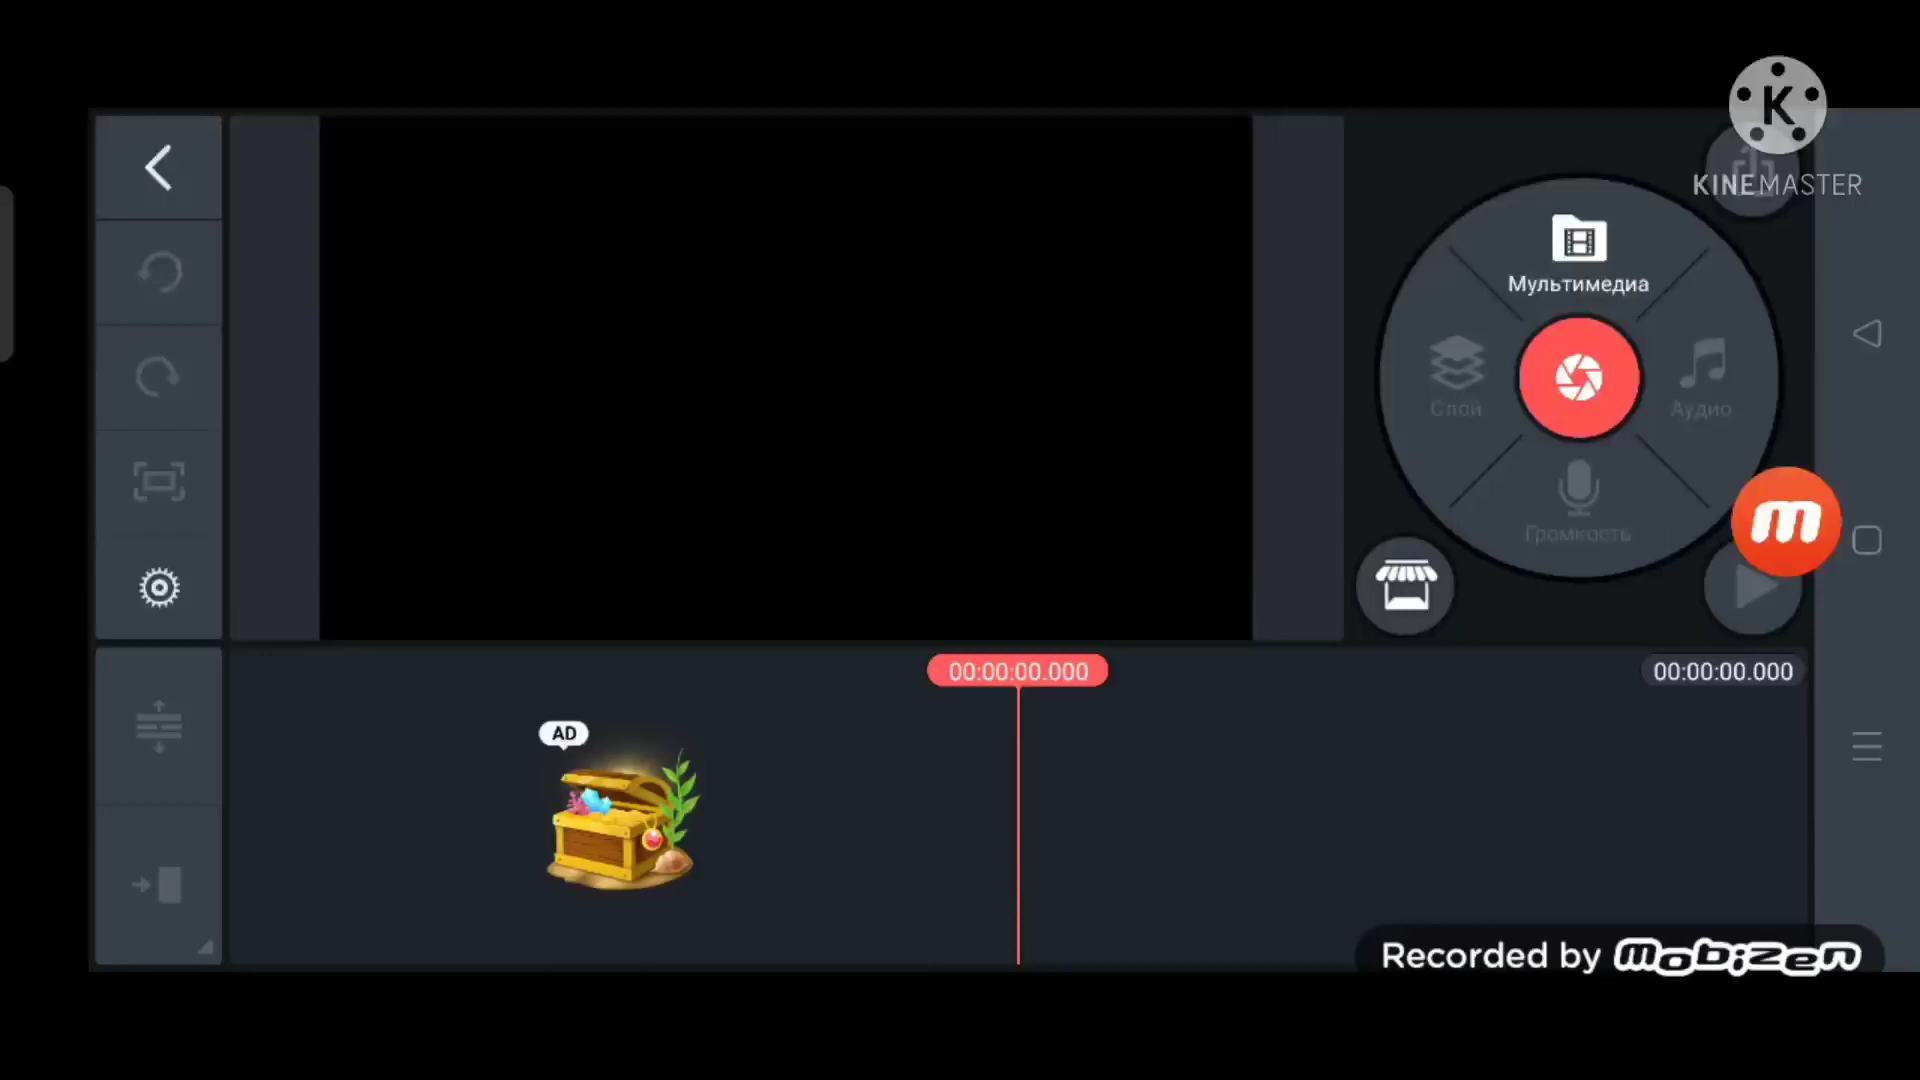 K
KINEMASTER
Мультимедиа
Слой
Аудио
Громкость
m
00:00:00.000
00:00:00.000
AD
Recorded by mobizen